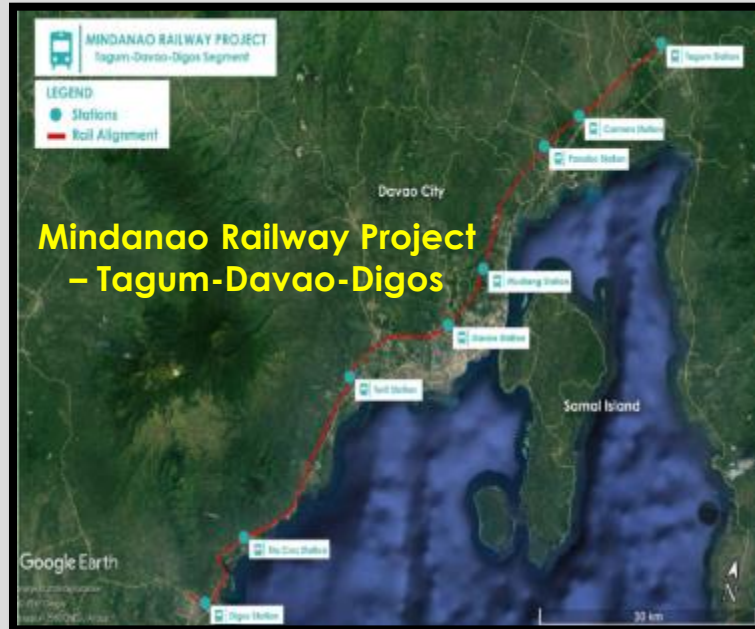 MINDANAO RAILWAY PROJECT
Tagum-Davao-Digos Segment
LEGEND
Stations
Rail Alignment
Tagum Station
Carmen Station
Panabo Station
Davao City
Mindanao Railway Project
– Tagum-Davao-Digos
Mudiang Station
Davao Station
Toril Station
Samal Island
Sta. Cruz Station
Google Earth
Digos Station
N
30 km